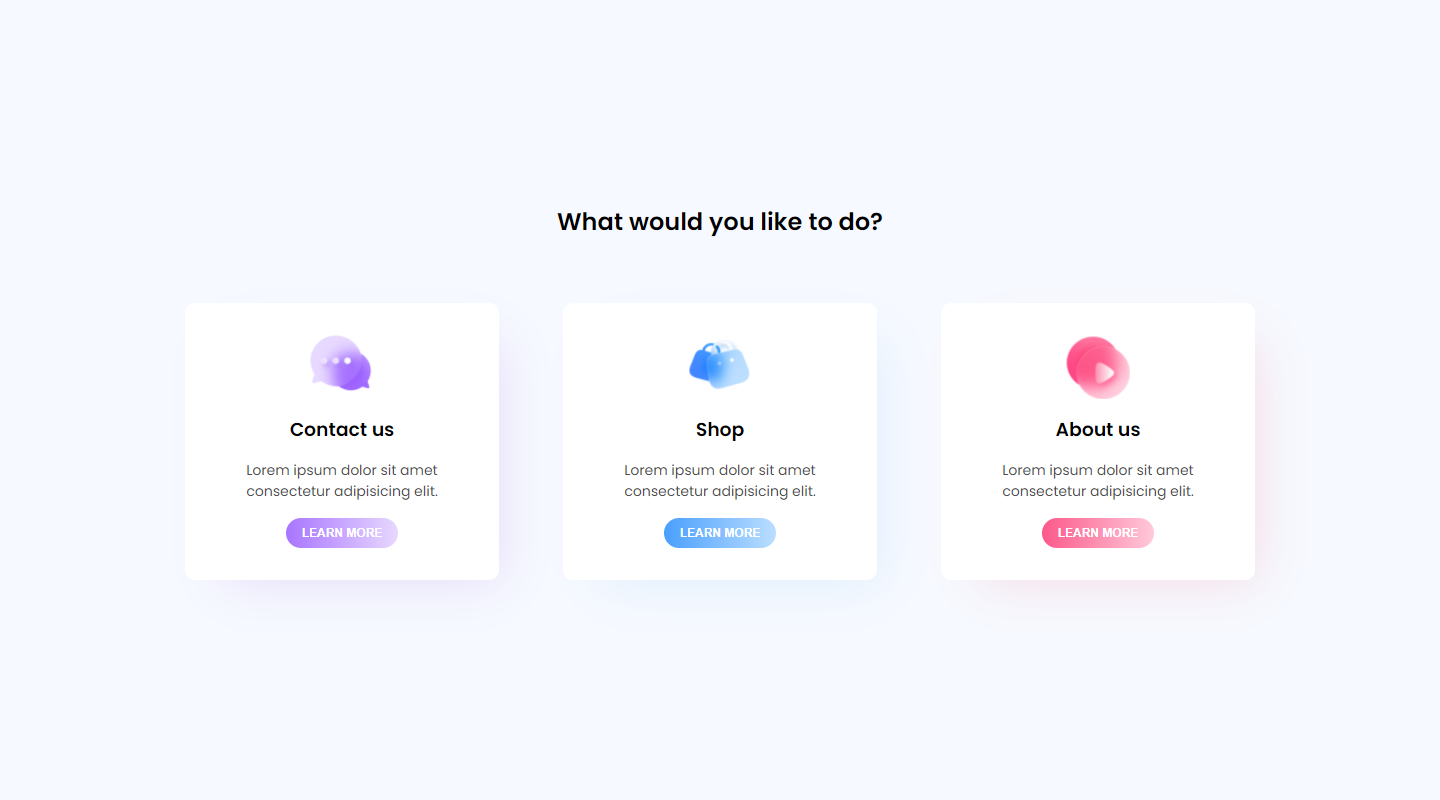 What would you like to do?
Contact us
Lorem ipsum dolor sit amet
consectetur adipisicing elit.
LEARN MORE
Shop
Lorem ipsum dolor sit amet
consectetur adipisicing elit.
LEARN MORE
About us
Lorem ipsum dolor sit amet
consectetur adipisicing elit.
LEARN MORE